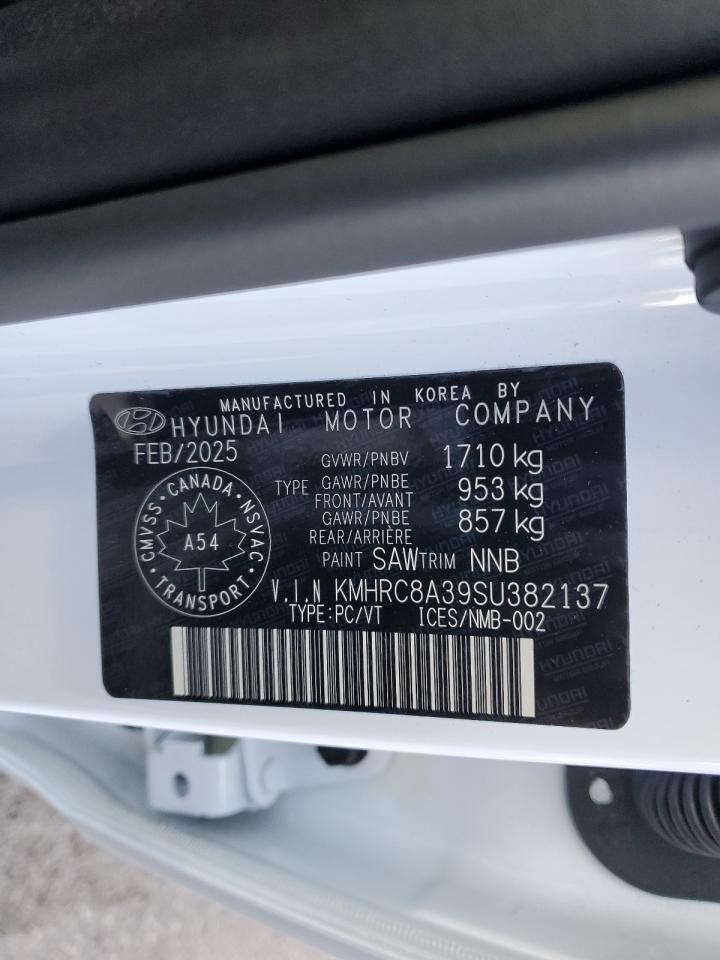 MANUFACTURED IN KOREA BY
HYUNDAI MOTOR COMPANY
FEB/2025
GVWR/PNBV 1710 kg
TYPE GAWR/PNBE FRONT/AVANT 953 kg
GAWR/PNBE REAR/ARRIÈRE 857 kg
CMVSS • CANADA • NSVAC • TRANSPORT •
A54
PAINT SAW TRIM NNB
V.I.N KMHRC8A39SU382137
TYPE:PC/VT ICES/NMB-002